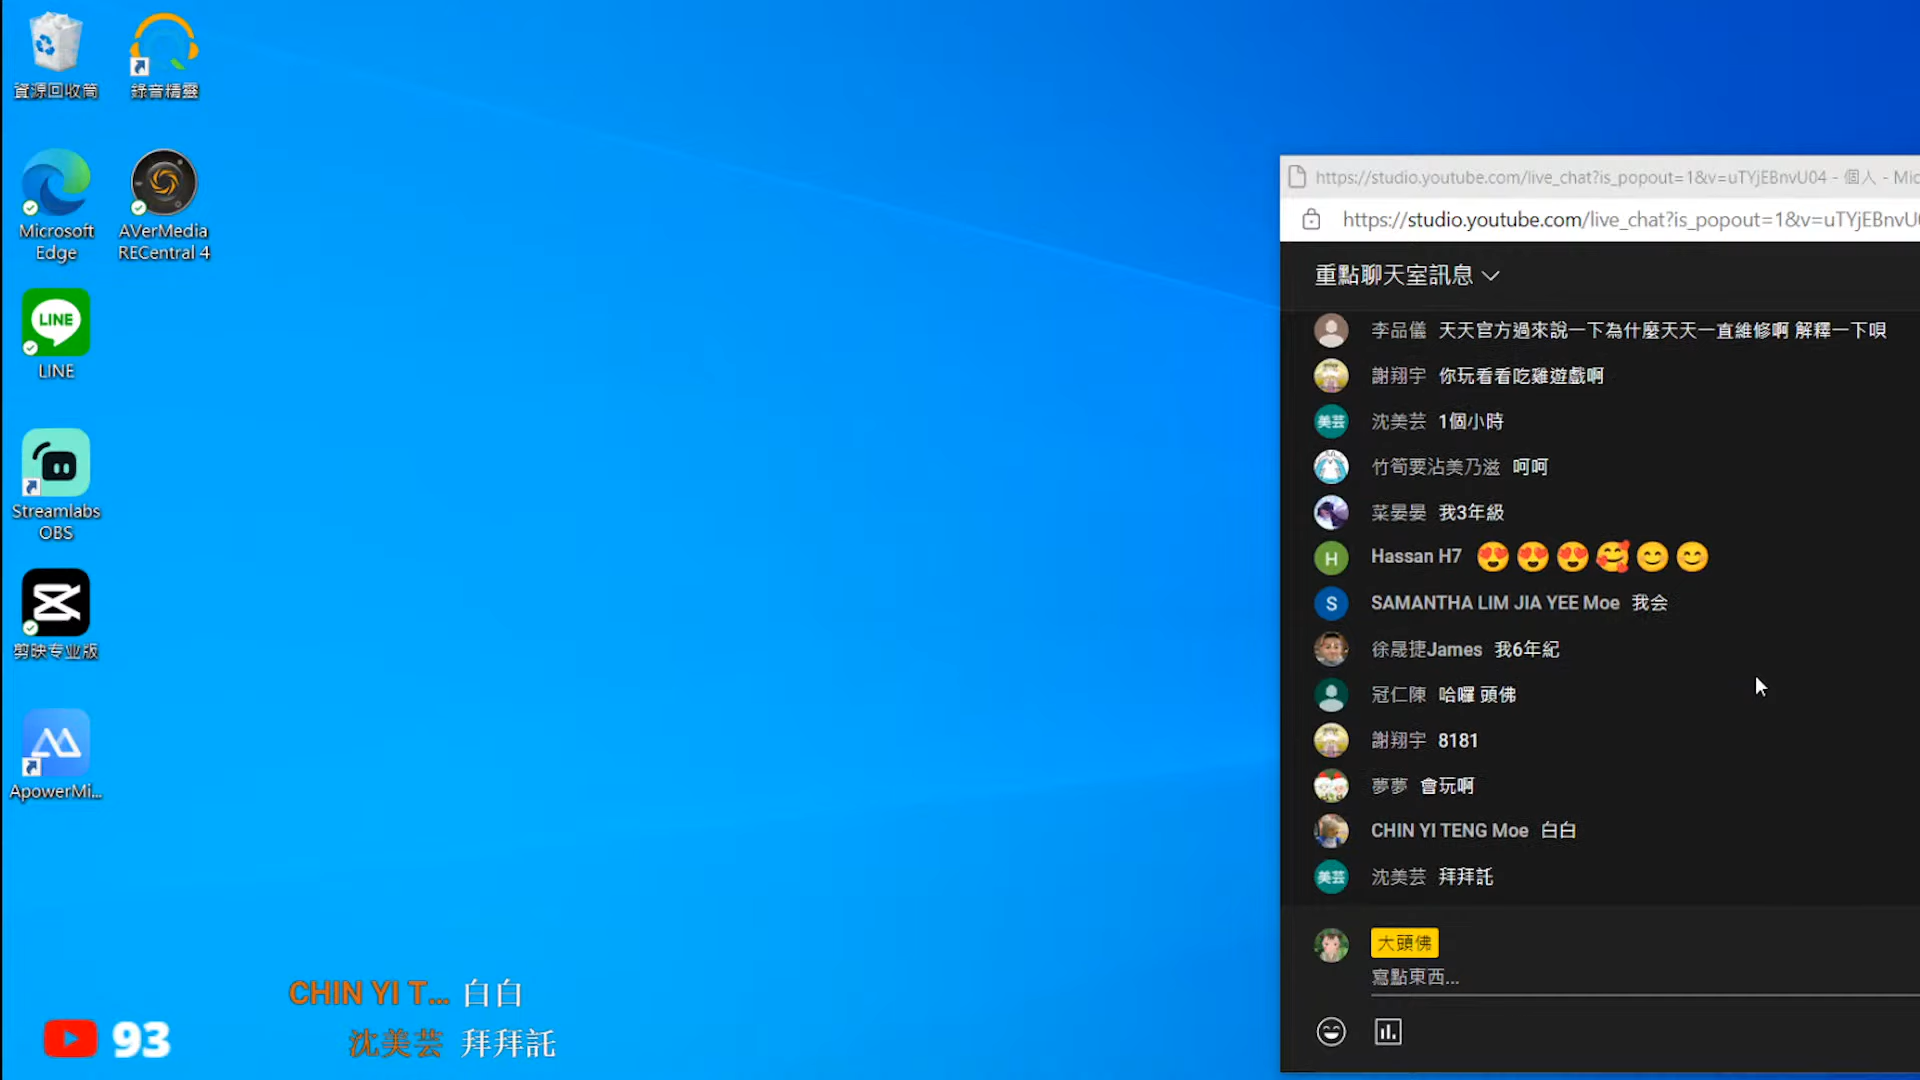 資源回收筒
錄音精靈
Microsoft
Edge
AVerMedia
RECentral 4
LINE
LINE
Streamlabs
OBS
剪映专业版
ApowerMi...
https://studio.youtube.com/live_chat?is_popout=1&v=uTYjEBnvU04 - 個人 - Mic
https://studio.youtube.com/live_chat?is_popout=1&v=uTYjEBnvU
重點聊天室訊息
李品儀 天天官方過來說一下為什麼天天一直維修啊 解釋一下唄
謝翔宇 你玩看看吃雞遊戲啊
美芸 沈美芸 1個小時
竹筍要沾美乃滋 呵呵
菜晏晏 我3年級
H Hassan H7 😍😍😍🥰😊😊
S SAMANTHA LIM JIA YEE Moe 我会
徐晟捷James 我6年紀
冠仁陳 哈囉 頭佛
謝翔宇 8181
夢夢 會玩啊
CHIN YI TENG Moe 白白
美芸 沈美芸 拜拜託
大頭佛
寫點東西...
CHIN YI T... 白白
沈美芸 拜拜託
93